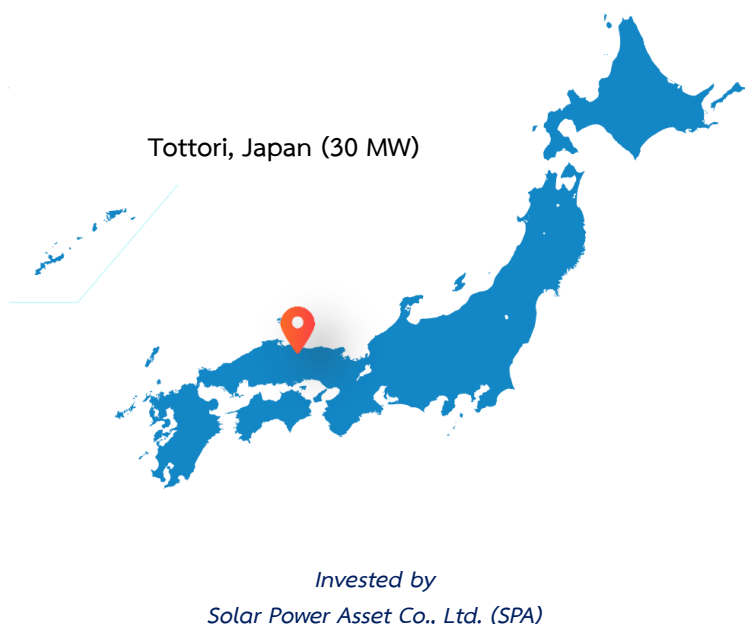 Tottori, Japan (30 MW)
Invested by
Solar Power Asset Co., Ltd. (SPA)